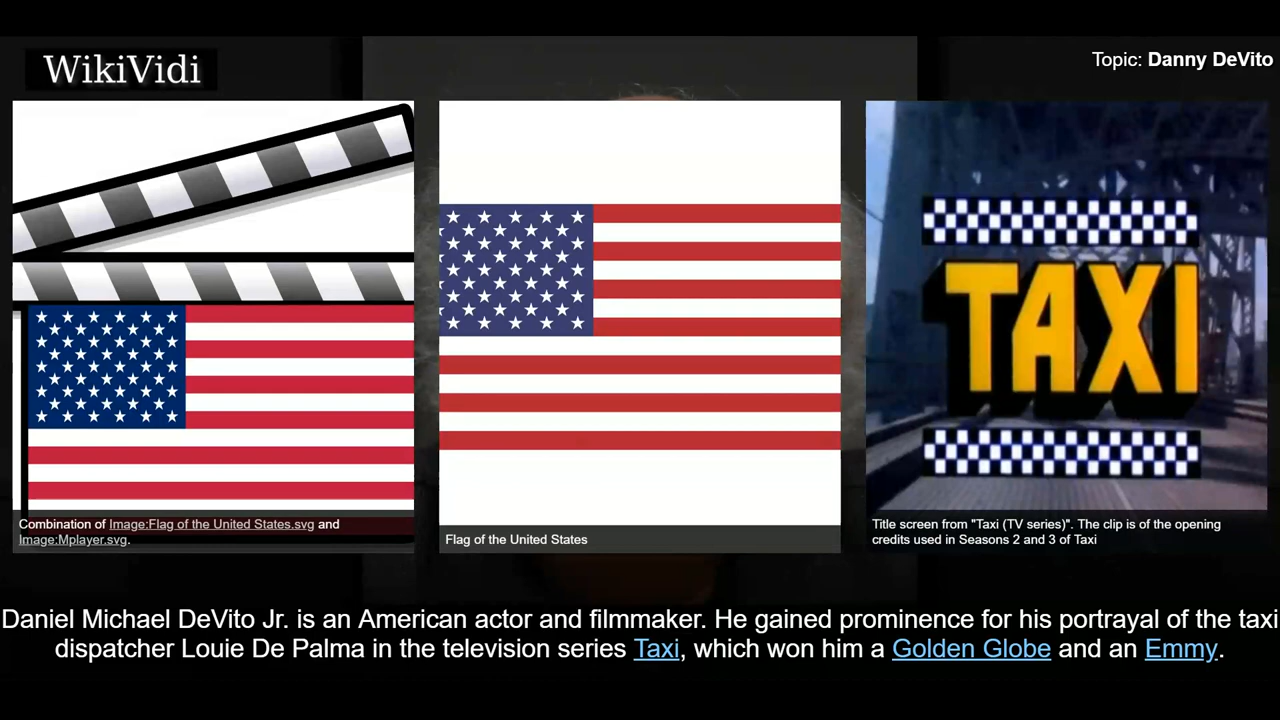 WikiVidi
Topic: Danny DeVito
TAXI
Combination of Image:Flag of the United States.svg and
Image:Mplayer.svg.
Flag of the United States
Title screen from "Taxi (TV series)". The clip is of the opening
credits used in Seasons 2 and 3 of Taxi
Daniel Michael DeVito Jr. is an American actor and filmmaker. He gained prominence for his portrayal of the taxi
dispatcher Louie De Palma in the television series Taxi, which won him a Golden Globe and an Emmy.